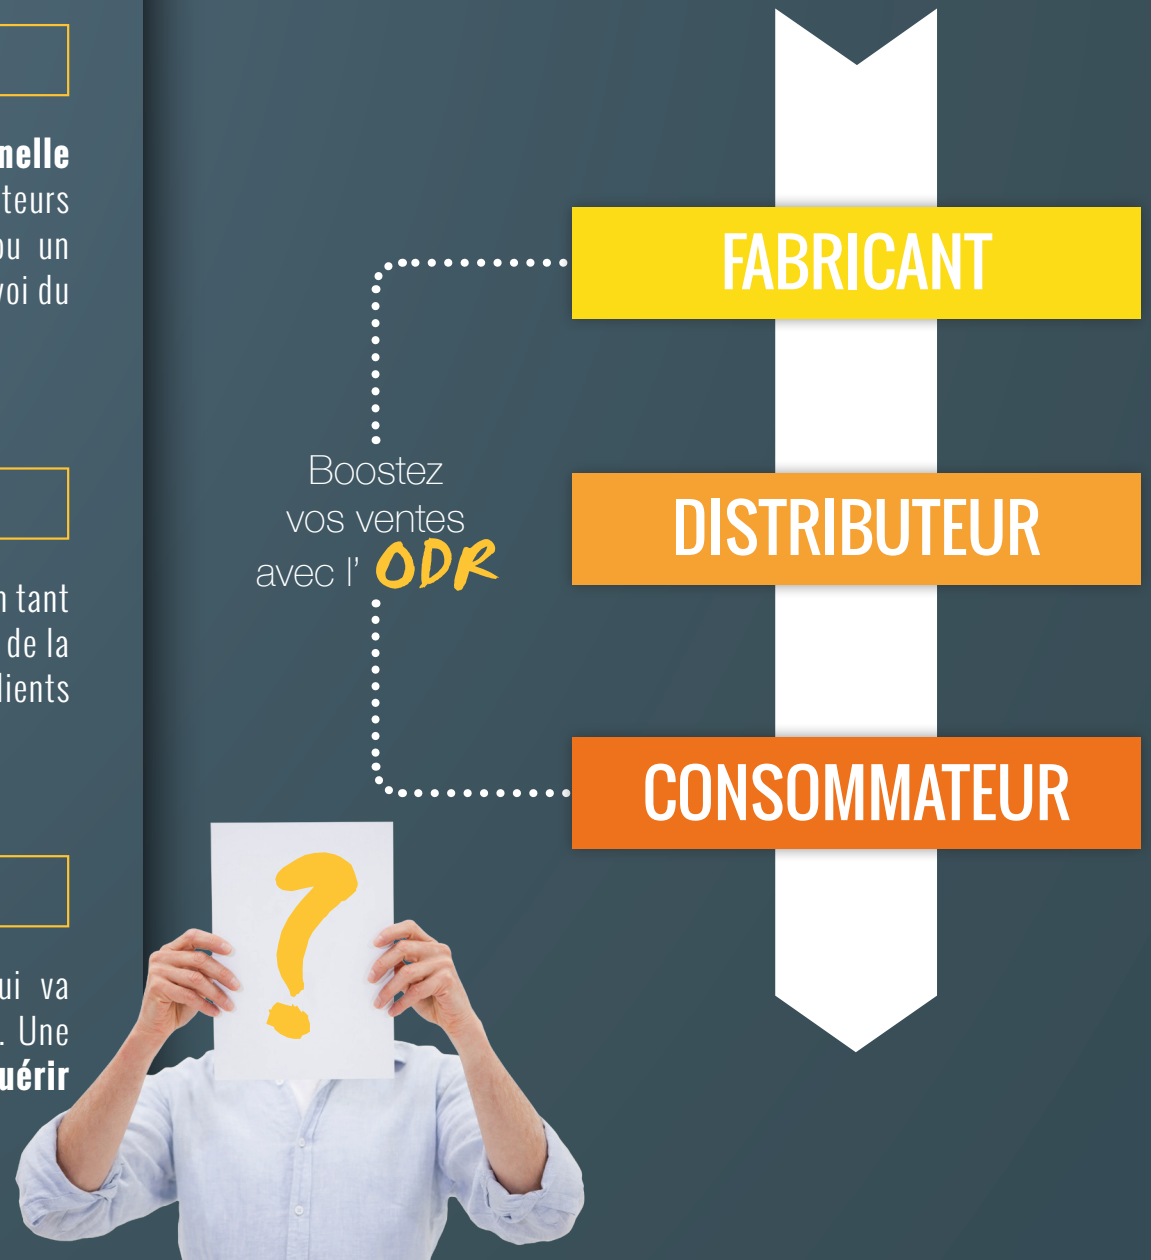 nelle
teurs
ou un
voi du
n tant
de la
lients
ui va
. Une
uérir
FABRICANT
Boostez
vos ventes
avec l' ODR
DISTRIBUTEUR
CONSOMMATEUR
?